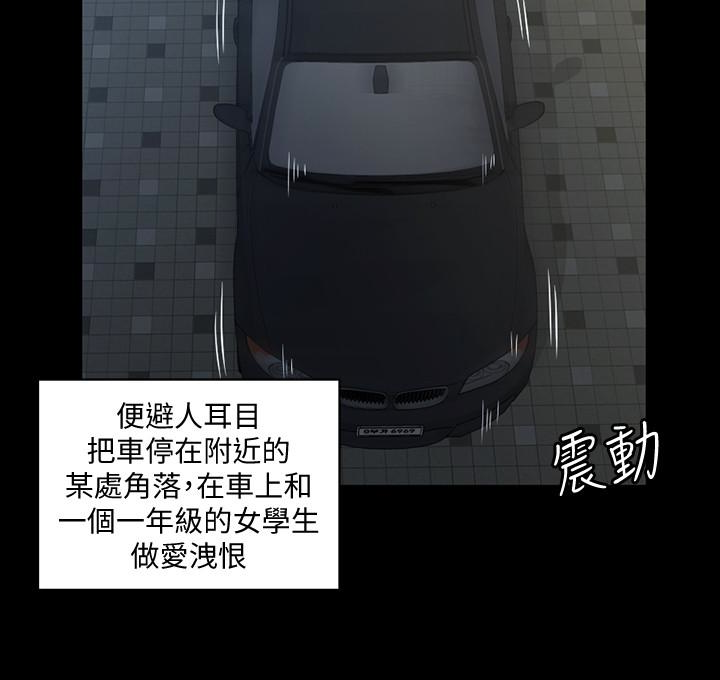 便避人耳目
把車停在附近的
某處角落，在車上和
一個一年級的女學生
做愛洩恨
震動